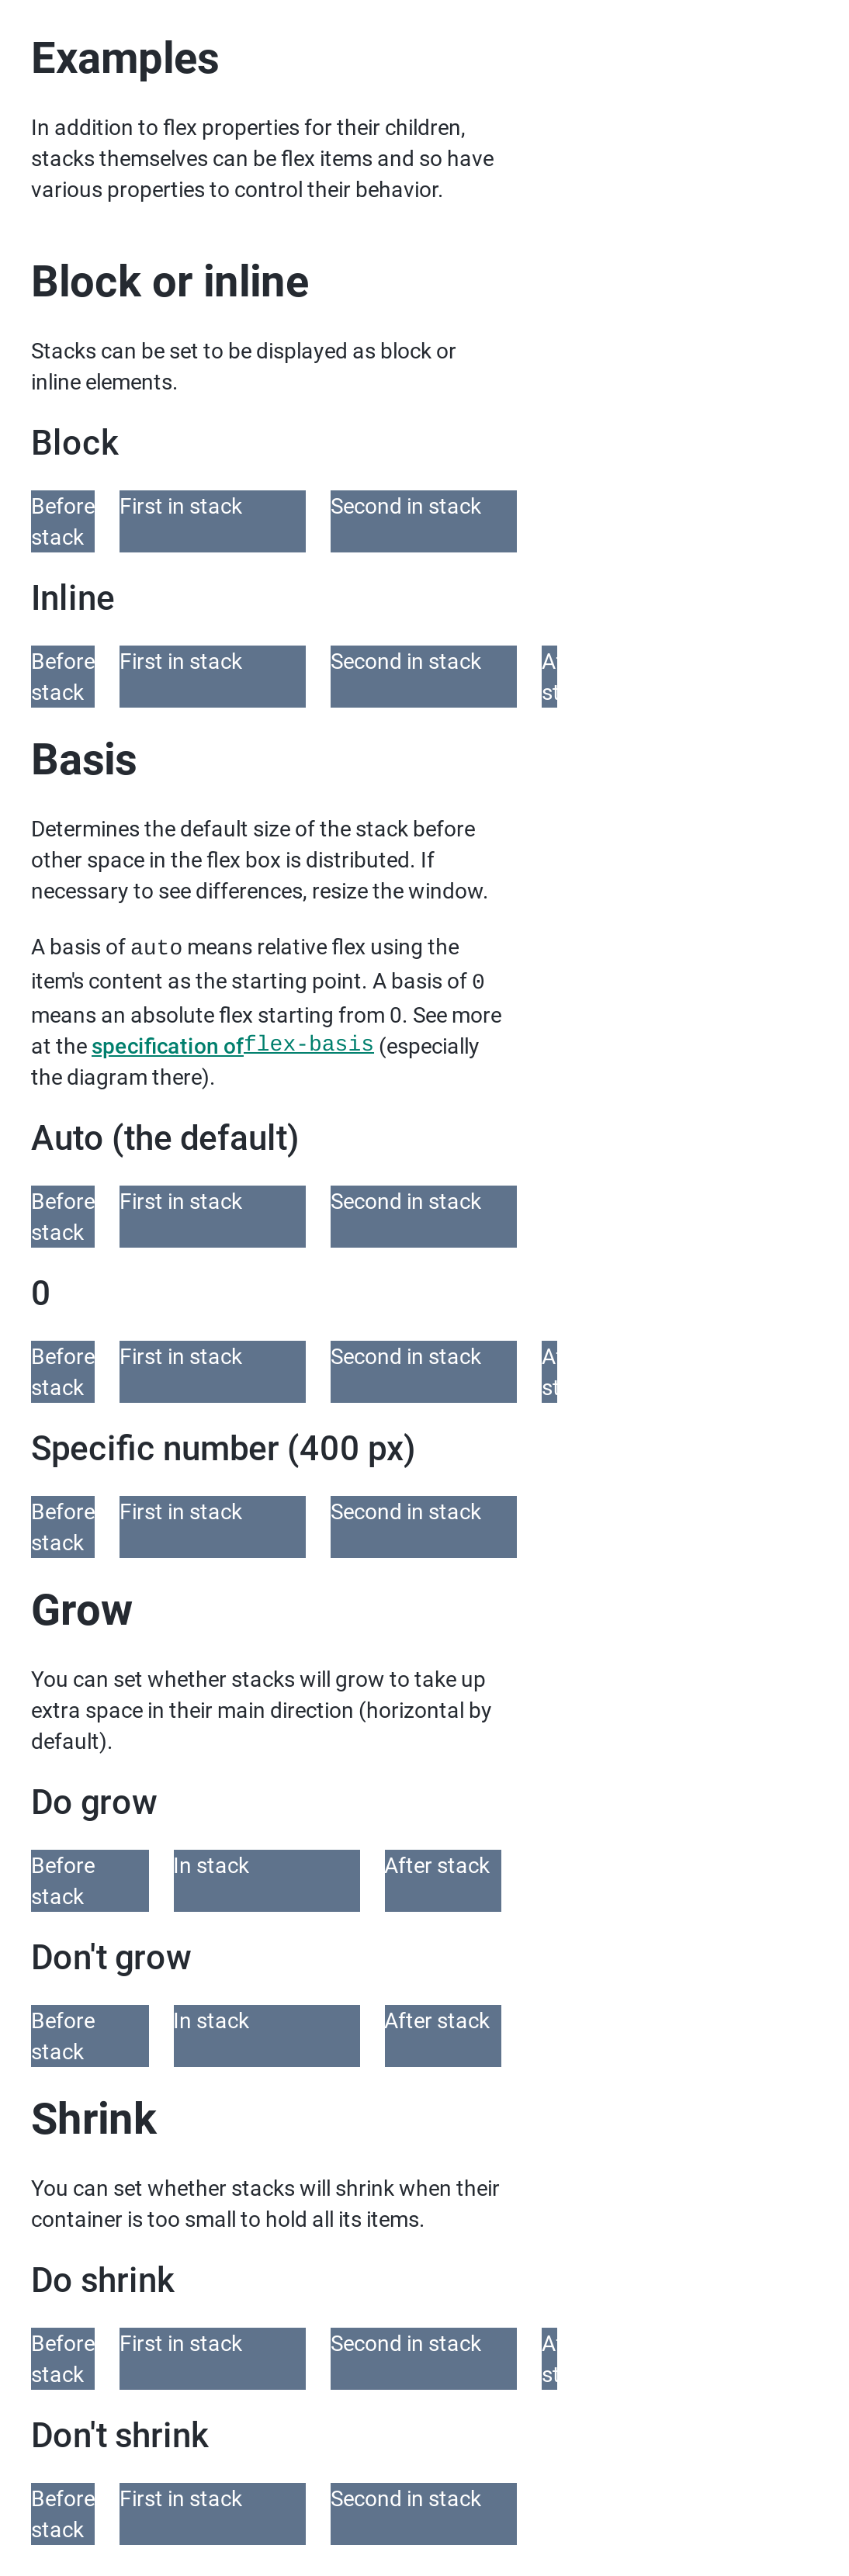 Examples
In addition to flex properties for their children,
stacks themselves can be flex items and so have
various properties to control their behavior.
Block or inline
Stacks can be set to be displayed as block or
inline elements.
Block
Before First in stack Second in stack
stack
Inline
Before First in stack Second in stack
stack
Basis
Determines the default size of the stack before
other space in the flex box is distributed. If
necessary to see differences, resize the window.
A basis of auto means relative flex using the
item's content as the starting point. A basis of 0
means an absolute flex starting from 0. See more
at the specification of flex-basis (especially
the diagram there).
Auto (the default)
Before First in stack Second in stack
stack
0
Before First in stack Second in stack
stack
Specific number (400 px)
Before First in stack Second in stack
stack
Grow
You can set whether stacks will grow to take up
extra space in their main direction (horizontal by
default).
Do grow
Before In stack After stack
stack
Don't grow
Before In stack After stack
stack
Shrink
You can set whether stacks will shrink when their
container is too small to hold all its items.
Do shrink
Before First in stack Second in stack
stack
Don't shrink
Before First in stack Second in stack
stack